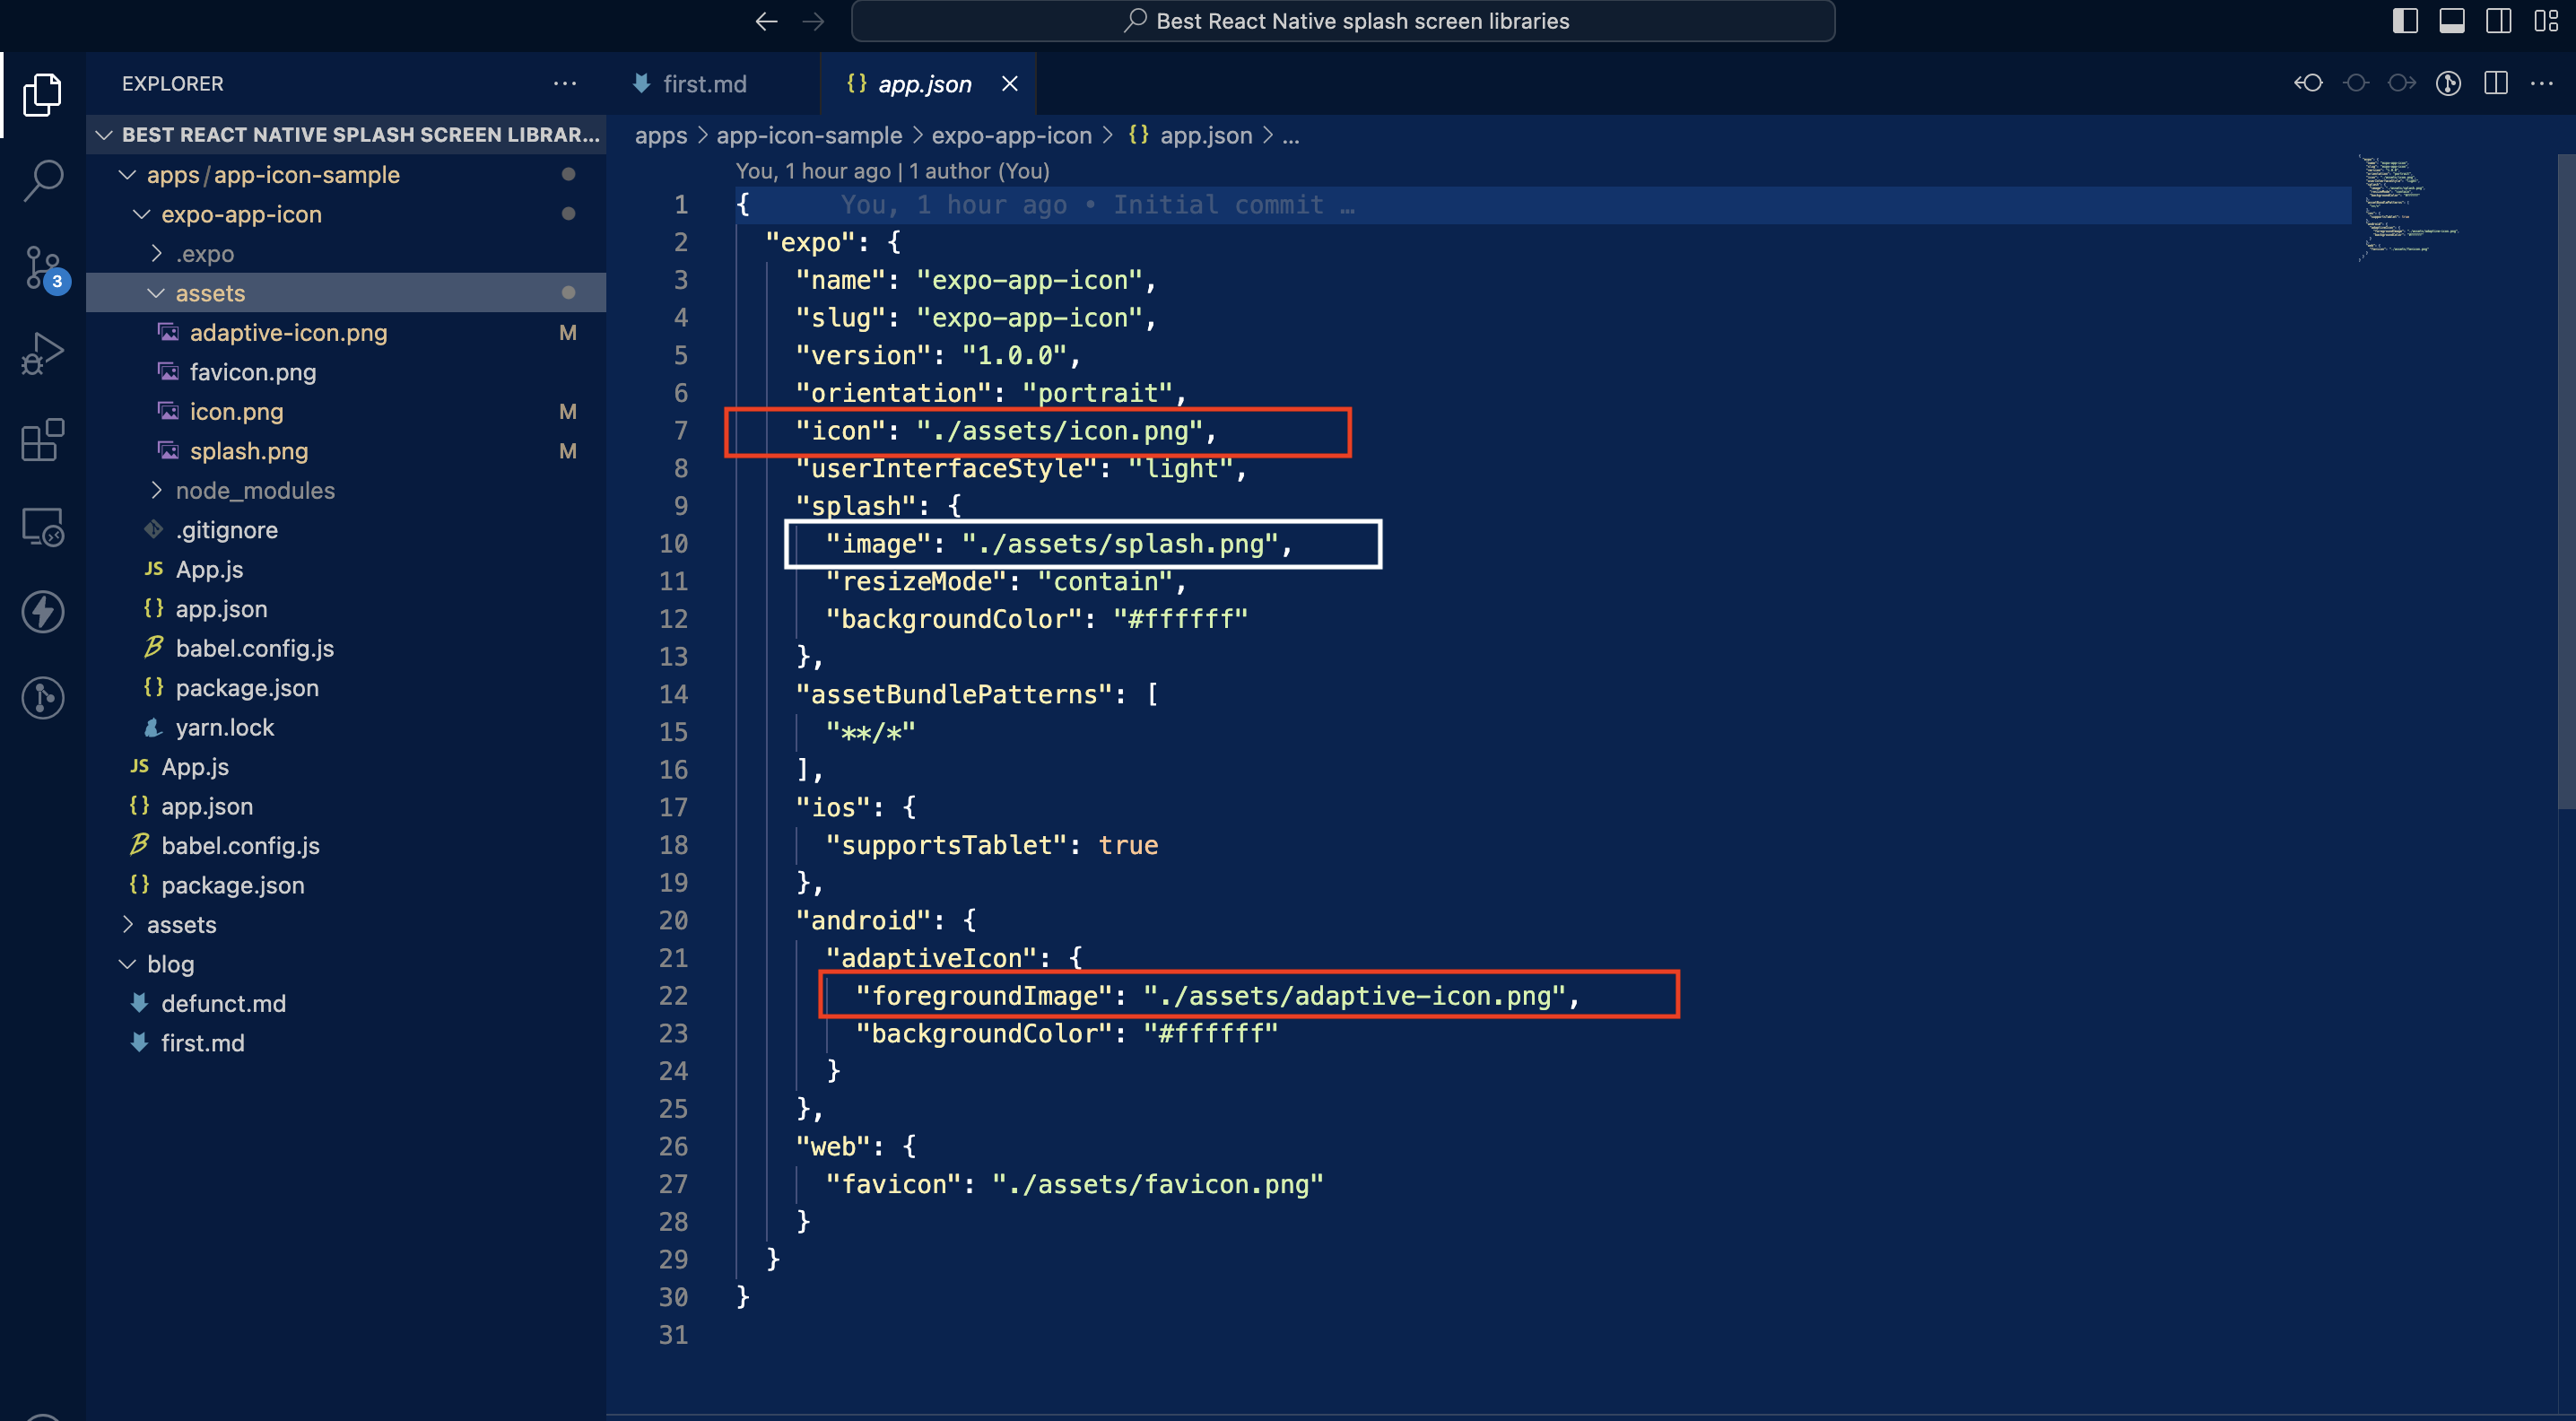 Best React Native splash screen libraries
EXPLORER
BEST REACT NATIVE SPLASH SCREEN LIBRAR...
apps/app-icon-sample
expo-app-icon
.expo
assets
adaptive-icon.png M
favicon.png
icon.png M
splash.png M
node_modules
.gitignore
JS App.js
{} app.json
babel.config.js
{} package.json
yarn.lock
JS App.js
{} app.json
babel.config.js
{} package.json
assets
blog
defunct.md
first.md
3
first.md
{} app.json
apps > app-icon-sample > expo-app-icon > {} app.json > ...
You, 1 hour ago | 1 author (You)
1 { You, 1 hour ago • Initial commit …
2 "expo": {
3 "name": "expo-app-icon",
4 "slug": "expo-app-icon",
5 "version": "1.0.0",
6 "orientation": "portrait",
7 "icon": "./assets/icon.png",
8 "userInterfaceStyle": "light",
9 "splash": {
10 "image": "./assets/splash.png",
11 "resizeMode": "contain",
12 "backgroundColor": "#ffffff"
13 },
14 "assetBundlePatterns": [
15 "**/*"
16 ],
17 "ios": {
18 "supportsTablet": true
19 },
20 "android": {
21 "adaptiveIcon": {
22 "foregroundImage": "./assets/adaptive-icon.png",
23 "backgroundColor": "#ffffff"
24 }
25 },
26 "web": {
27 "favicon": "./assets/favicon.png"
28 }
29 }
30 }
31